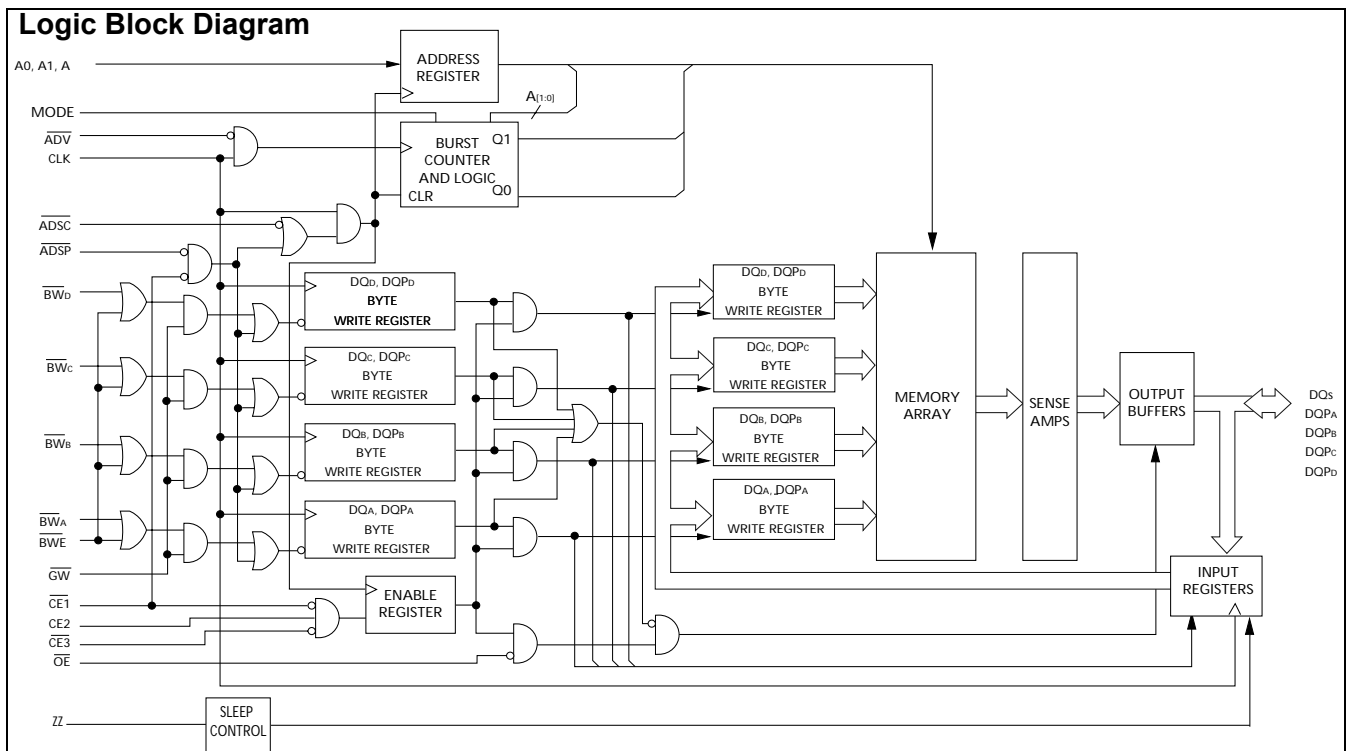 Logic Block Diagram
A0, A1, A
ADDRESS
REGISTER
MODE
A[1:0]
ADV
CLK
BURST
COUNTER
AND LOGIC
CLR
Q1
Q0
ADSC
ADSP
BWD
DQD, DQPD
BYTE
WRITE REGISTER
DQD, DQPD
BYTE
WRITE REGISTER
BWC
DQC, DQPC
BYTE
WRITE REGISTER
DQC, DQPC
BYTE
WRITE REGISTER
BWB
DQB, DQPB
BYTE
WRITE REGISTER
DQB, DQPB
BYTE
WRITE REGISTER
BWA
BWE
DQA, DQPA
BYTE
WRITE REGISTER
DQA, DQPA
BYTE
WRITE REGISTER
MEMORY
ARRAY
SENSE
AMPS
OUTPUT
BUFFERS
DQs
DQPA
DQPB
DQPC
DQPD
GW
CE1
CE2
CE3
OE
ENABLE
REGISTER
INPUT
REGISTERS
ZZ
SLEEP
CONTROL